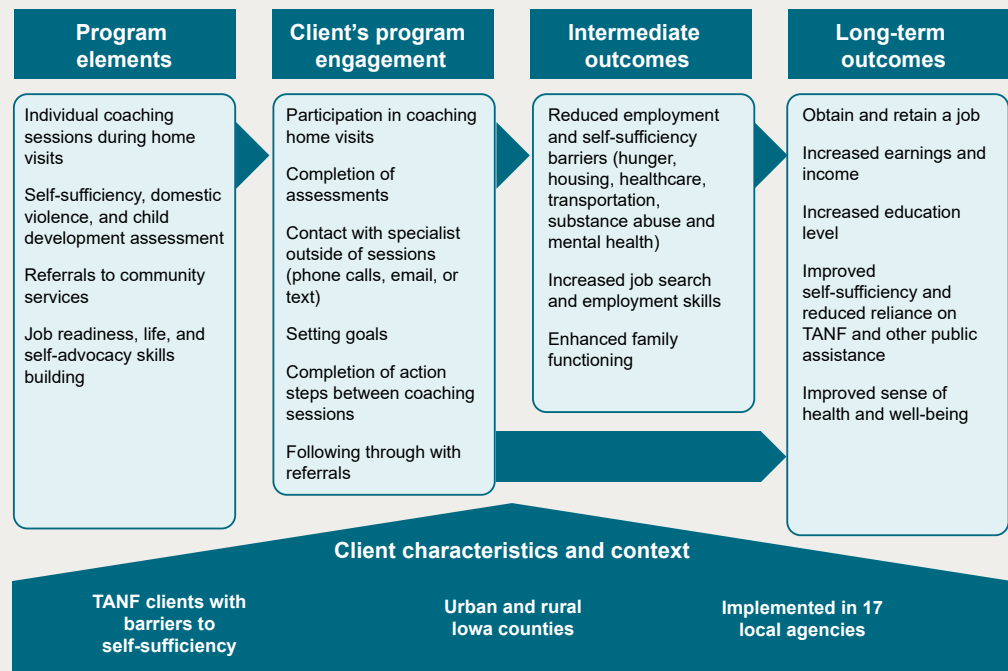 Program
elements
Individual coaching
sessions during home
visits
Self-sufficiency, domestic
violence, and child
development assessment
Referrals to community
services
Job readiness, life, and
self-advocacy skills
building
Client’s program
engagement
Participation in coaching
home visits
Completion of
assessments
Contact with specialist
outside of sessions
(phone calls, email, or
text)
Setting goals
Completion of action
steps between coaching
sessions
Following through with
referrals
Intermediate
outcomes
Reduced employment
and self-sufficiency
barriers (hunger,
housing, healthcare,
transportation,
substance abuse and
mental health)
Increased job search
and employment skills
Enhanced family
functioning
Long-term
outcomes
Obtain and retain a job
Increased earnings and
income
Increased education
level
Improved
self-sufficiency and
reduced reliance on
TANF and other public
assistance
Improved sense of
health and well-being
Client characteristics and context
TANF clients with
barriers to
self-sufficiency
Urban and rural
Iowa counties
Implemented in 17
local agencies